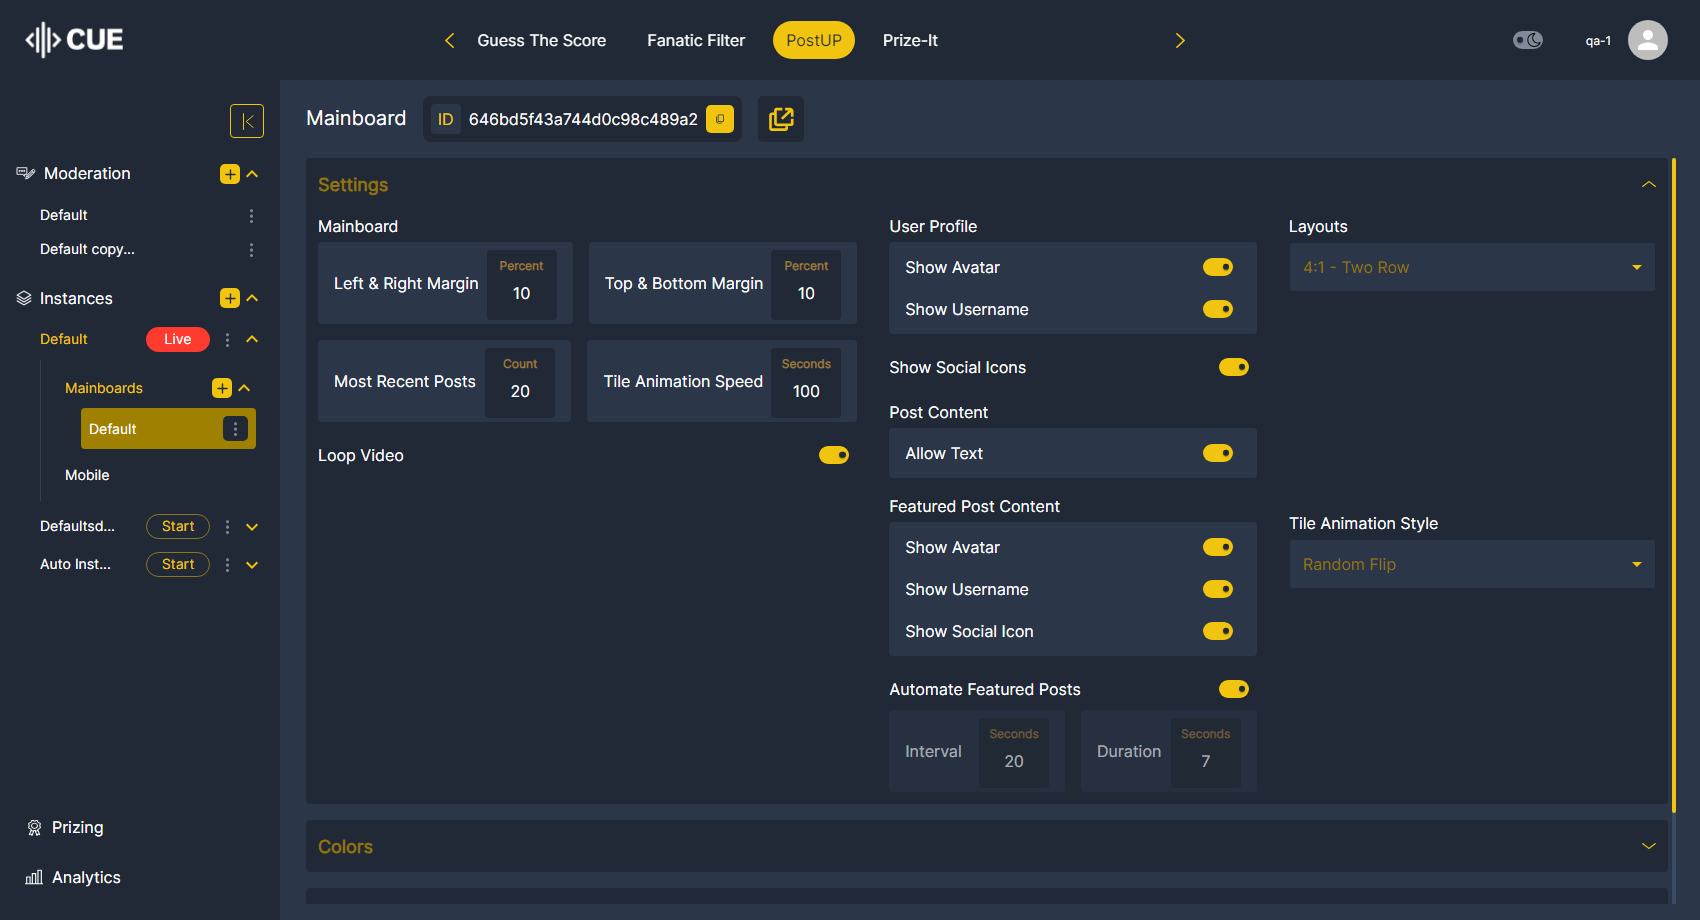 CUE
Guess The Score
Fanatic Filter
PostUP
Prize-It
qa-1
Moderation
Default
Default copy...
Instances
Default
Live
Mainboards
Default
Mobile
Defaultsd...
Start
Auto Inst...
Start
Prizing
Analytics
Mainboard
ID
646bd5f43a744d0c98c489a2
Settings
Mainboard
Left & Right Margin
Percent
10
Top & Bottom Margin
Percent
10
Most Recent Posts
Count
20
Tile Animation Speed
Seconds
100
Loop Video
User Profile
Show Avatar
Show Username
Show Social Icons
Post Content
Allow Text
Featured Post Content
Show Avatar
Show Username
Show Social Icon
Automate Featured Posts
Interval
Seconds
20
Duration
Seconds
7
Layouts
4:1 - Two Row
Tile Animation Style
Random Flip
Colors